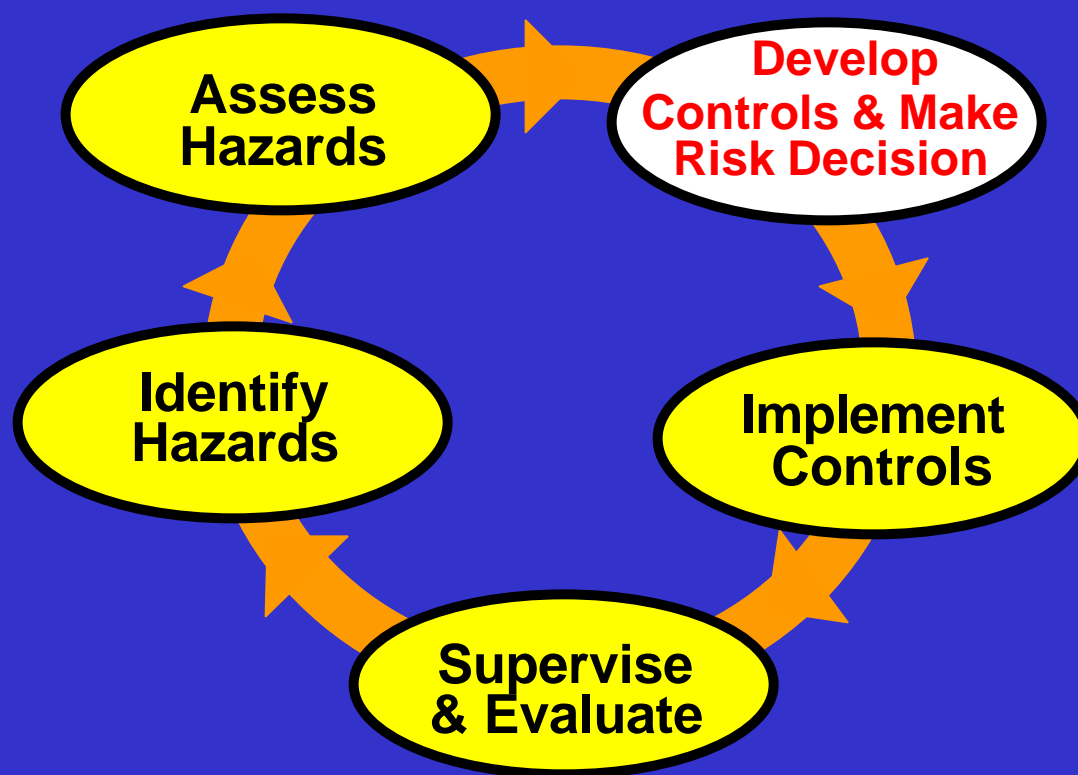 Assess
Hazards
Develop
Controls & Make
Risk Decision
Identify
Hazards
Implement
Controls
Supervise
& Evaluate